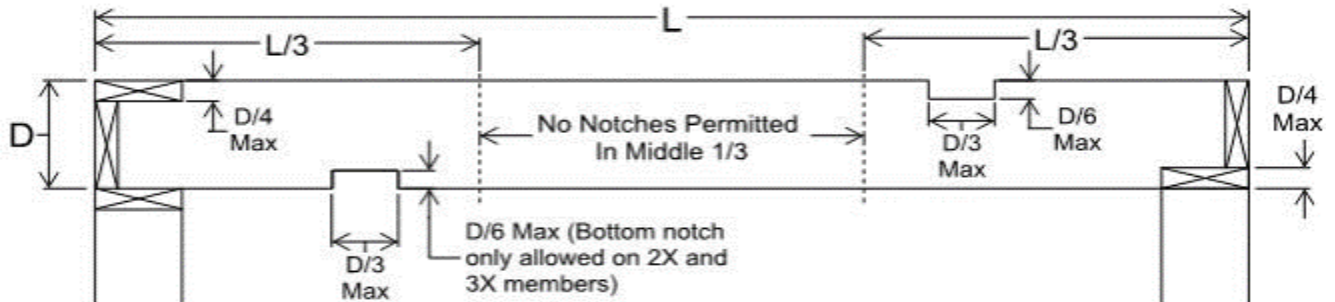 L
L/3
L/3
D
D/4
Max
No Notches Permitted
In Middle 1/3
D/3
Max
D/6
Max
D/4
Max
D/3
Max
D/6 Max (Bottom notch
only allowed on 2X and
3X members)